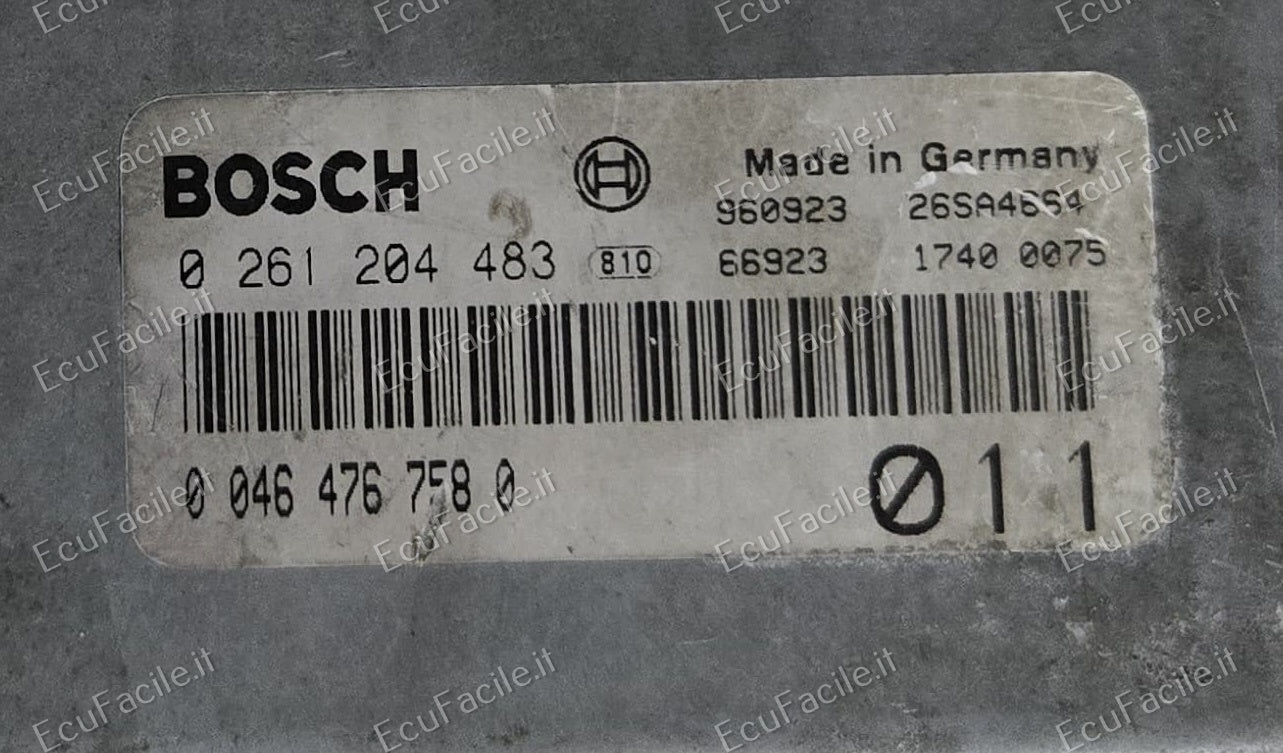 BOSCH Made in Germany
960923 26SA4664
0 261 204 483 810 66923 1740 0075
0 046 476 758 0 011
EcuFacile.it